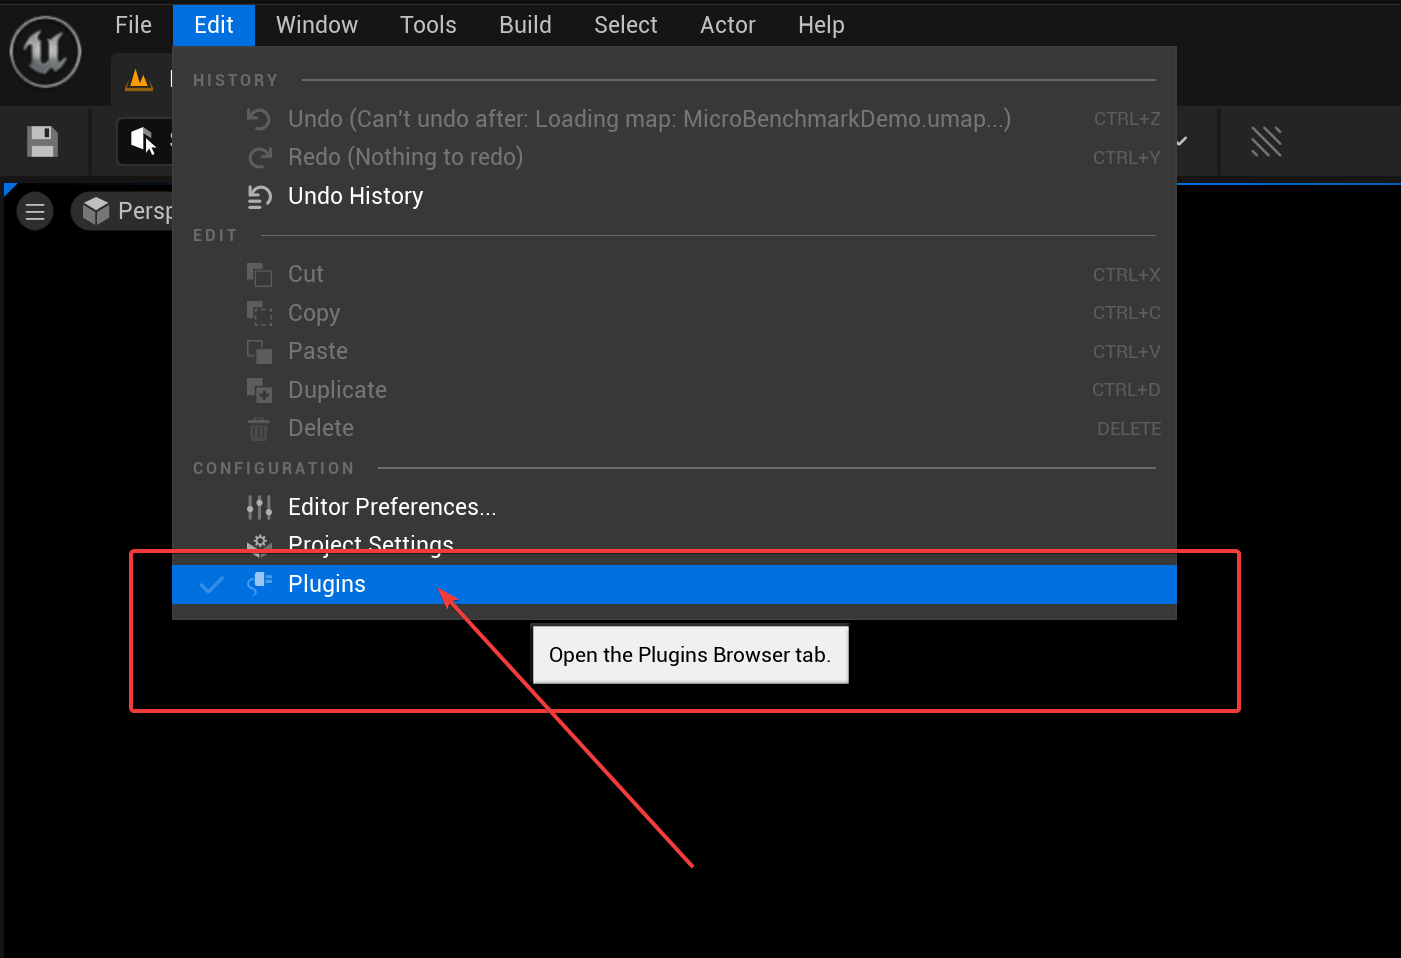 File Edit Window Tools Build Select Actor Help
HISTORY
Undo (Can't undo after: Loading map: MicroBenchmarkDemo.umap...) CTRL+Z
Redo (Nothing to redo) CTRL+Y
Undo History
Persp
EDIT
Cut CTRL+X
Copy CTRL+C
Paste CTRL+V
Duplicate CTRL+D
Delete DELETE
CONFIGURATION
Editor Preferences...
Project Settings...
Plugins
Open the Plugins Browser tab.